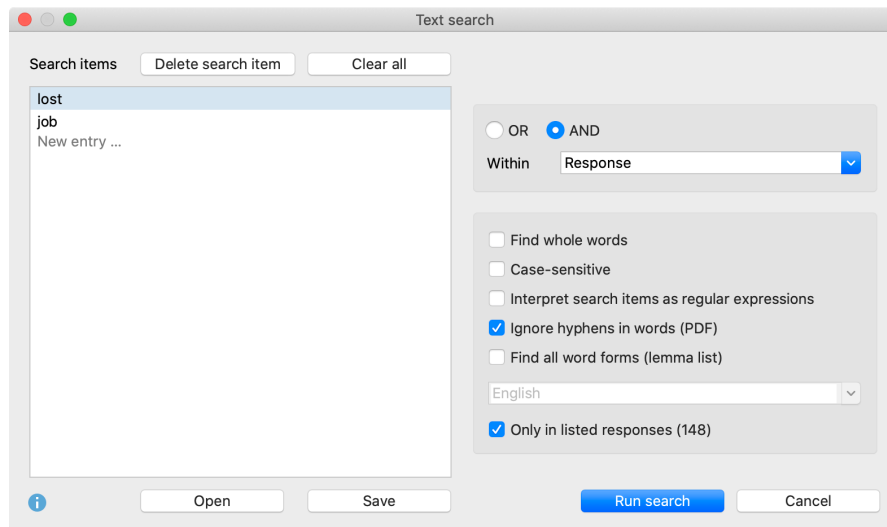 Text search
Search items
Delete search item
Clear all
lost
job
New entry ...
OR
AND
Within
Response
Find whole words
Case-sensitive
Interpret search items as regular expressions
Ignore hyphens in words (PDF)
Find all word forms (lemma list)
English
Only in listed responses (148)
Open
Save
Run search
Cancel